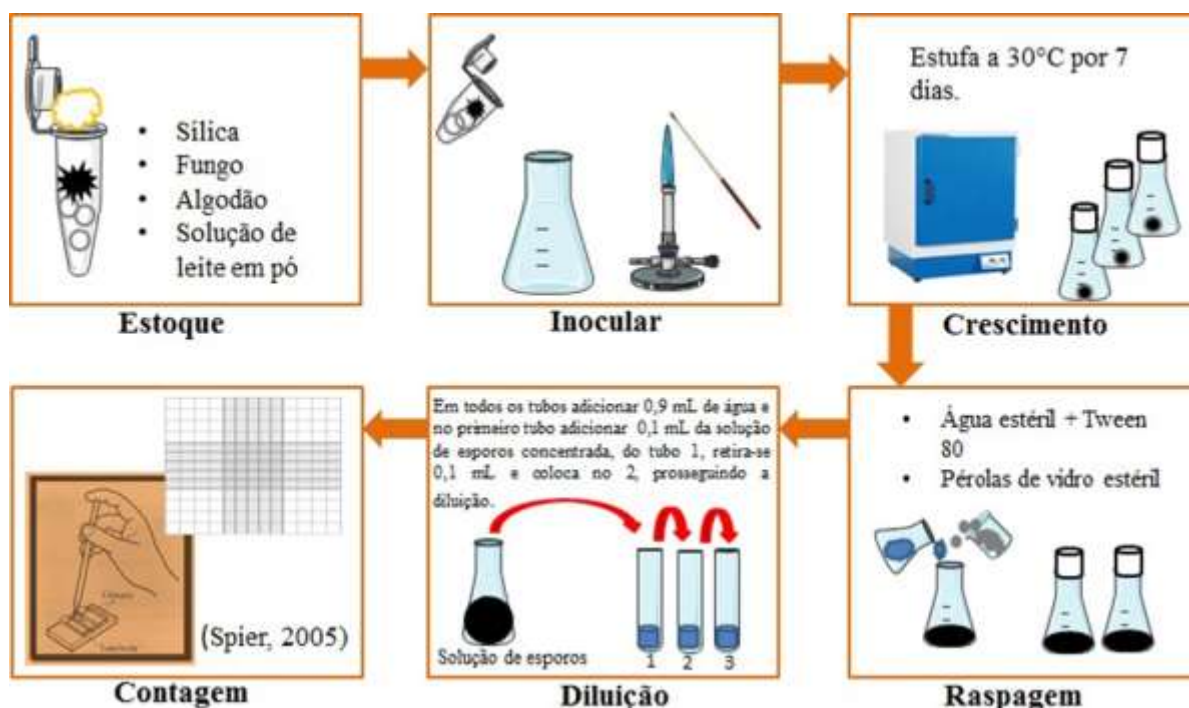 • Sílica
• Fungo
• Algodão
• Solução de
leite em pó
Estoque
Inocular
Estufa a 30°C por 7
dias.
Crescimento
• Água estéril + Tween
80
• Pérolas de vidro estéril
Raspagem
Em todos os tubos adicionar 0,9 mL de água e
no primeiro tubo adicionar 0,1 mL da solução
de esporos concentrada, do tubo 1, retira-se
0,1 mL e coloca no 2, prosseguindo a
diluição.
Solução de esporos
1 2 3
Diluição
(Spier, 2005)
Contagem